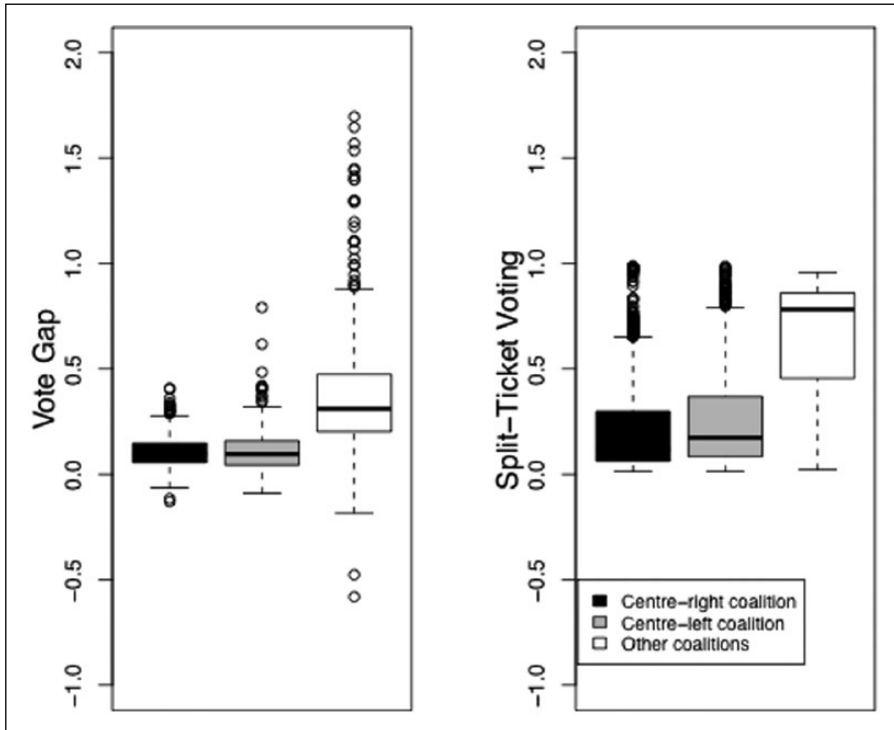 Vote Gap
2.0
1.5
1.0
0.5
0.0
−0.5
−1.0
Split−Ticket Voting
2.0
1.5
1.0
0.5
0.0
−0.5
−1.0
Centre−right coalition
Centre−left coalition
Other coalitions